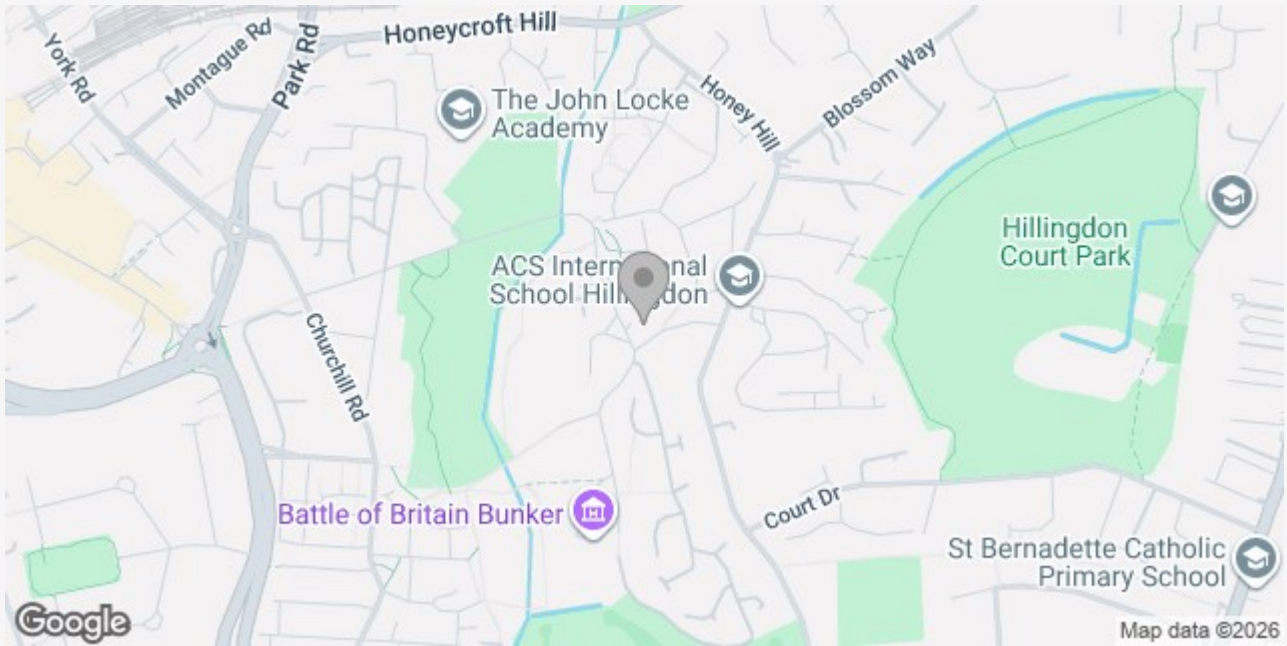 Honeycroft Hill
York Rd
Montague Rd
Park Rd
Honey Hill
Blossom Way
The John Locke
Academy
Hillingdon
Court Park
ACS International
School Hillingdon
Churchill Rd
Battle of Britain Bunker
Court Dr
St Bernadette Catholic
Primary School
Google
Map data ©2026